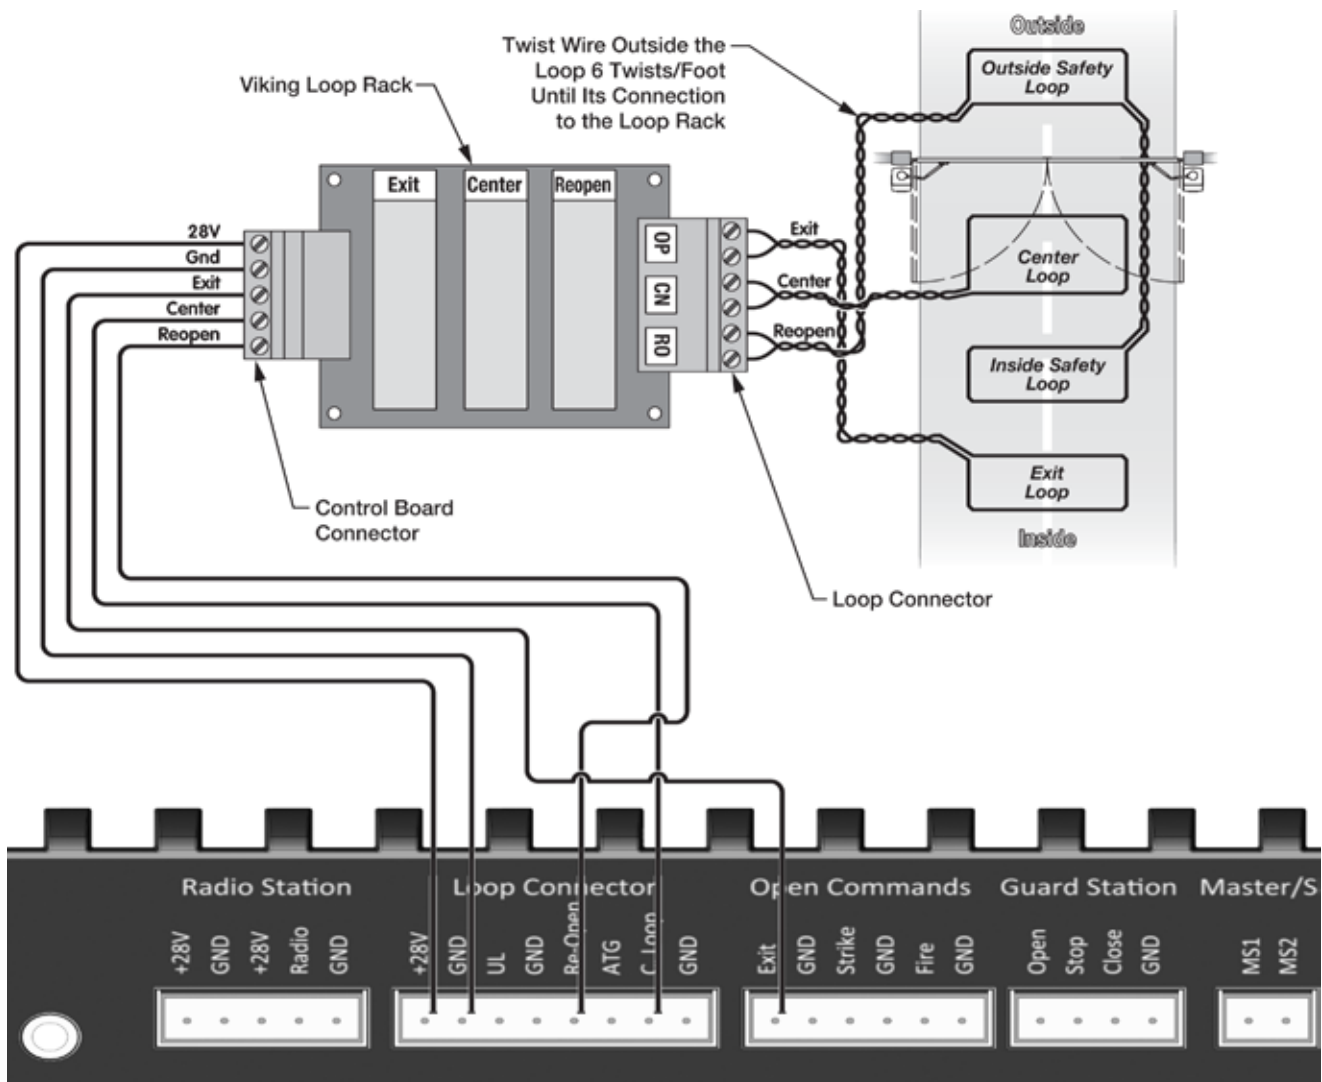 Outside
Twist Wire Outside the
Loop 6 Twists/Foot
Until Its Connection
to the Loop Rack
Outside Safety
Loop
Viking Loop Rack
Exit
Center
Reopen
28V
Gnd
Exit
Center
Reopen
OP
CN
RO
Exit
Center
Reopen
Center
Loop
Inside Safety
Loop
Exit
Loop
Inside
Control Board
Connector
Loop Connector
Radio Station
Loop Connector
Open Commands
Guard Station
Master/S
+28V
GND
+28V
Radio
GND
+28V
GND
UL
GND
Re-Open
ATG
C Loop
GND
Exit
GND
Strike
GND
Fire
GND
Open
Stop
Close
GND
MS1
MS2